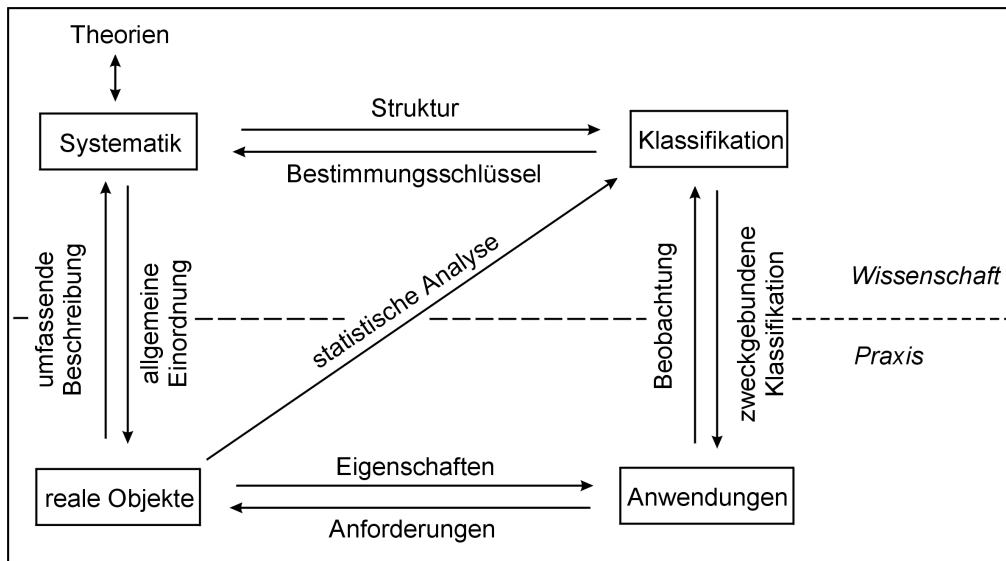 Theorien
Systematik
Struktur
Klassifikation
Bestimmungsschlüssel
umfassende
Beschreibung
allgemeine
Einordnung
statistische Analyse
Beobachtung
zweckgebundene
Klassifikation
Wissenschaft
Praxis
reale Objekte
Eigenschaften
Anforderungen
Anwendungen